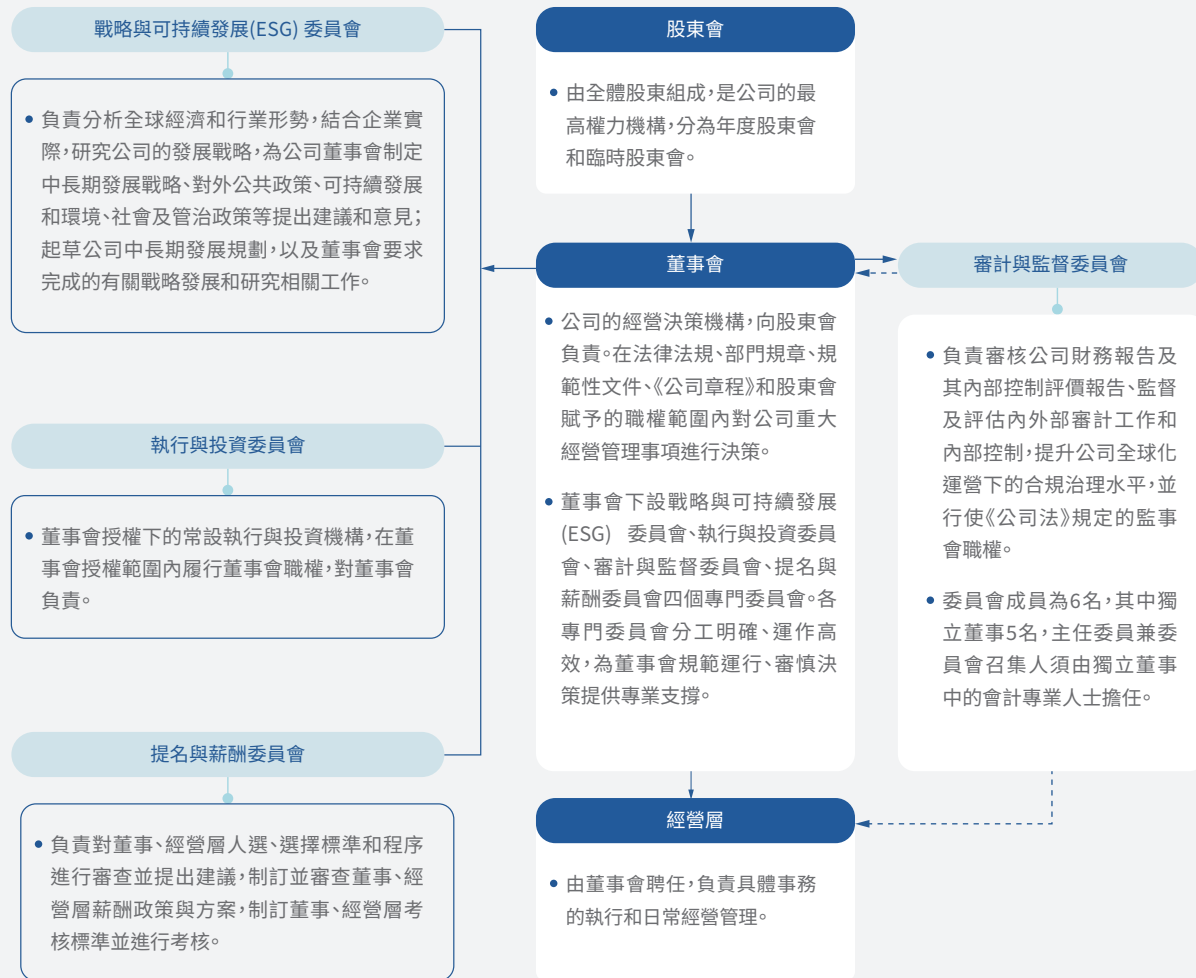 戰略與可持續發展(ESG) 委員會
負責分析全球經濟和行業形勢，結合企業實
際，研究公司的發展戰略，為公司董事會制定
中長期發展戰略、對外公共政策、可持續發展
和環境、社會及管治政策等提出建議和意見；
起草公司中長期發展規劃，以及董事會要求
完成的有關戰略發展和研究相關工作。
執行與投資委員會
董事會授權下的常設執行與投資機構，在董
事會授權範圍內履行董事會職權，對董事會
負責。
提名與薪酬委員會
負責對董事、經營層人選、選擇標準和程序
進行審查並提出建議，制訂並審查董事、經
營層薪酬政策與方案，制訂董事、經營層考
核標準並進行考核。
股東會
由全體股東組成，是公司的最
高權力機構，分為年度股東會
和臨時股東會。
董事會
公司的經營決策機構，向股東會
負責。在法律法規、部門規章、規
範性文件、《公司章程》和股東會
賦予的職權範圍內對公司重大
經營管理事項進行決策。
董事會下設戰略與可持續發展
(ESG) 委員會、執行與投資委員
會、審計與監督委員會、提名與
薪酬委員會四個專門委員會。各
專門委員會分工明確、運作高
效，為董事會規範運行、審慎決
策提供專業支撐。
經營層
由董事會聘任，負責具體事務
的執行和日常經營管理。
審計與監督委員會
負責審核公司財務報告及
其內部控制評價報告、監督
及評估內外部審計工作和
內部控制，提升公司全球化
運營下的合規治理水平，並
行使《公司法》規定的監事
會職權。
委員會成員為6名，其中獨
立董事5名，主任委員兼委
員會召集人須由獨立董事
中的會計專業人士擔任。